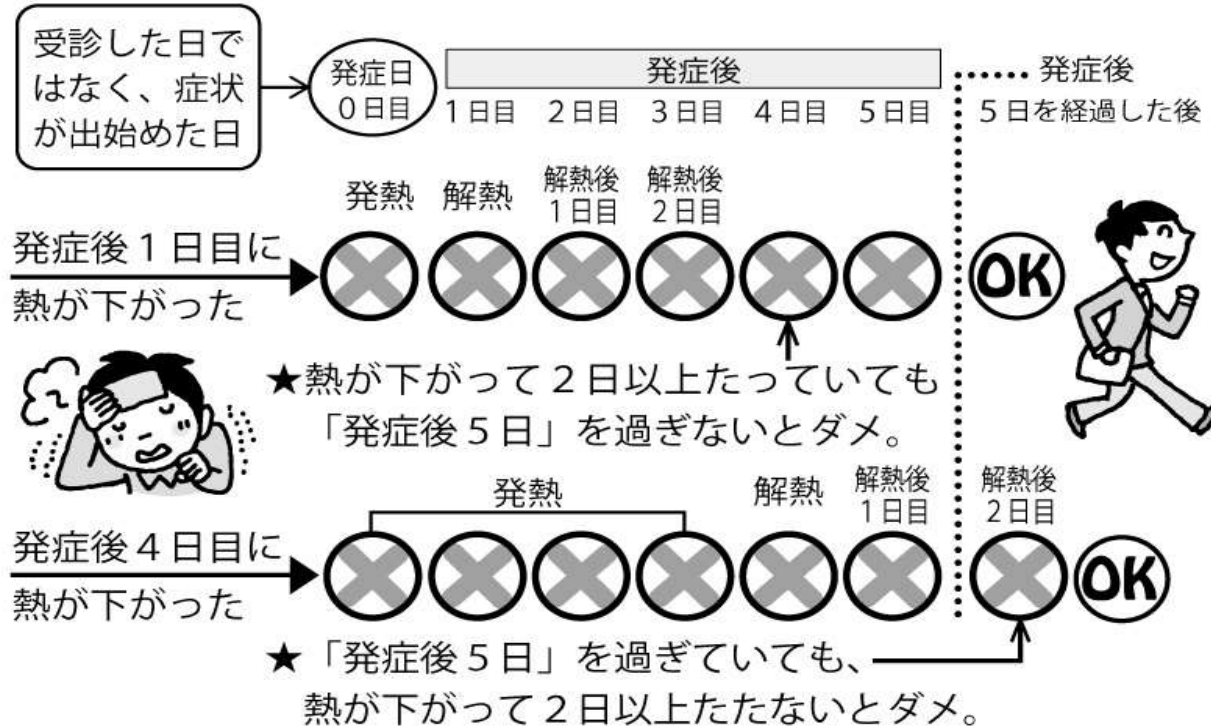 受診した日で
はなく、症状
が出始めた日
発症日
０日目
発症後
１日目 ２日目 ３日目 ４日目 ５日目
発症後
５日を経過した後
発熱 解熱 解熱後 解熱後
１日目 ２日目
発症後１日目に
熱が下がった
OK
★熱が下がって２日以上たっていても
「発症後５日」を過ぎないとダメ。
発熱 解熱 解熱後 解熱後
１日目 ２日目
発症後４日目に
熱が下がった
OK
★「発症後５日」を過ぎていても、
熱が下がって２日以上たたないとダメ。